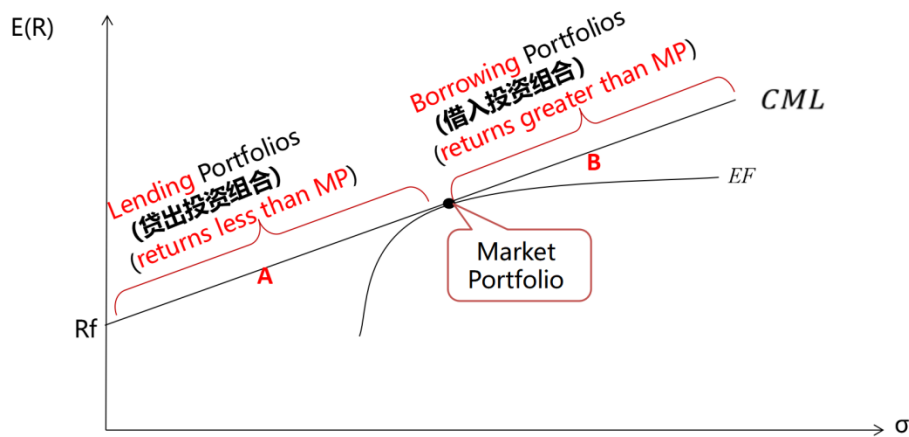 E(R)
Borrowing Portfolios
(借入投资组合)
(returns greater than MP)
CML
Lending Portfolios
(贷出投资组合)
(returns less than MP)
B
EF
Market
Portfolio
A
Rf
σ